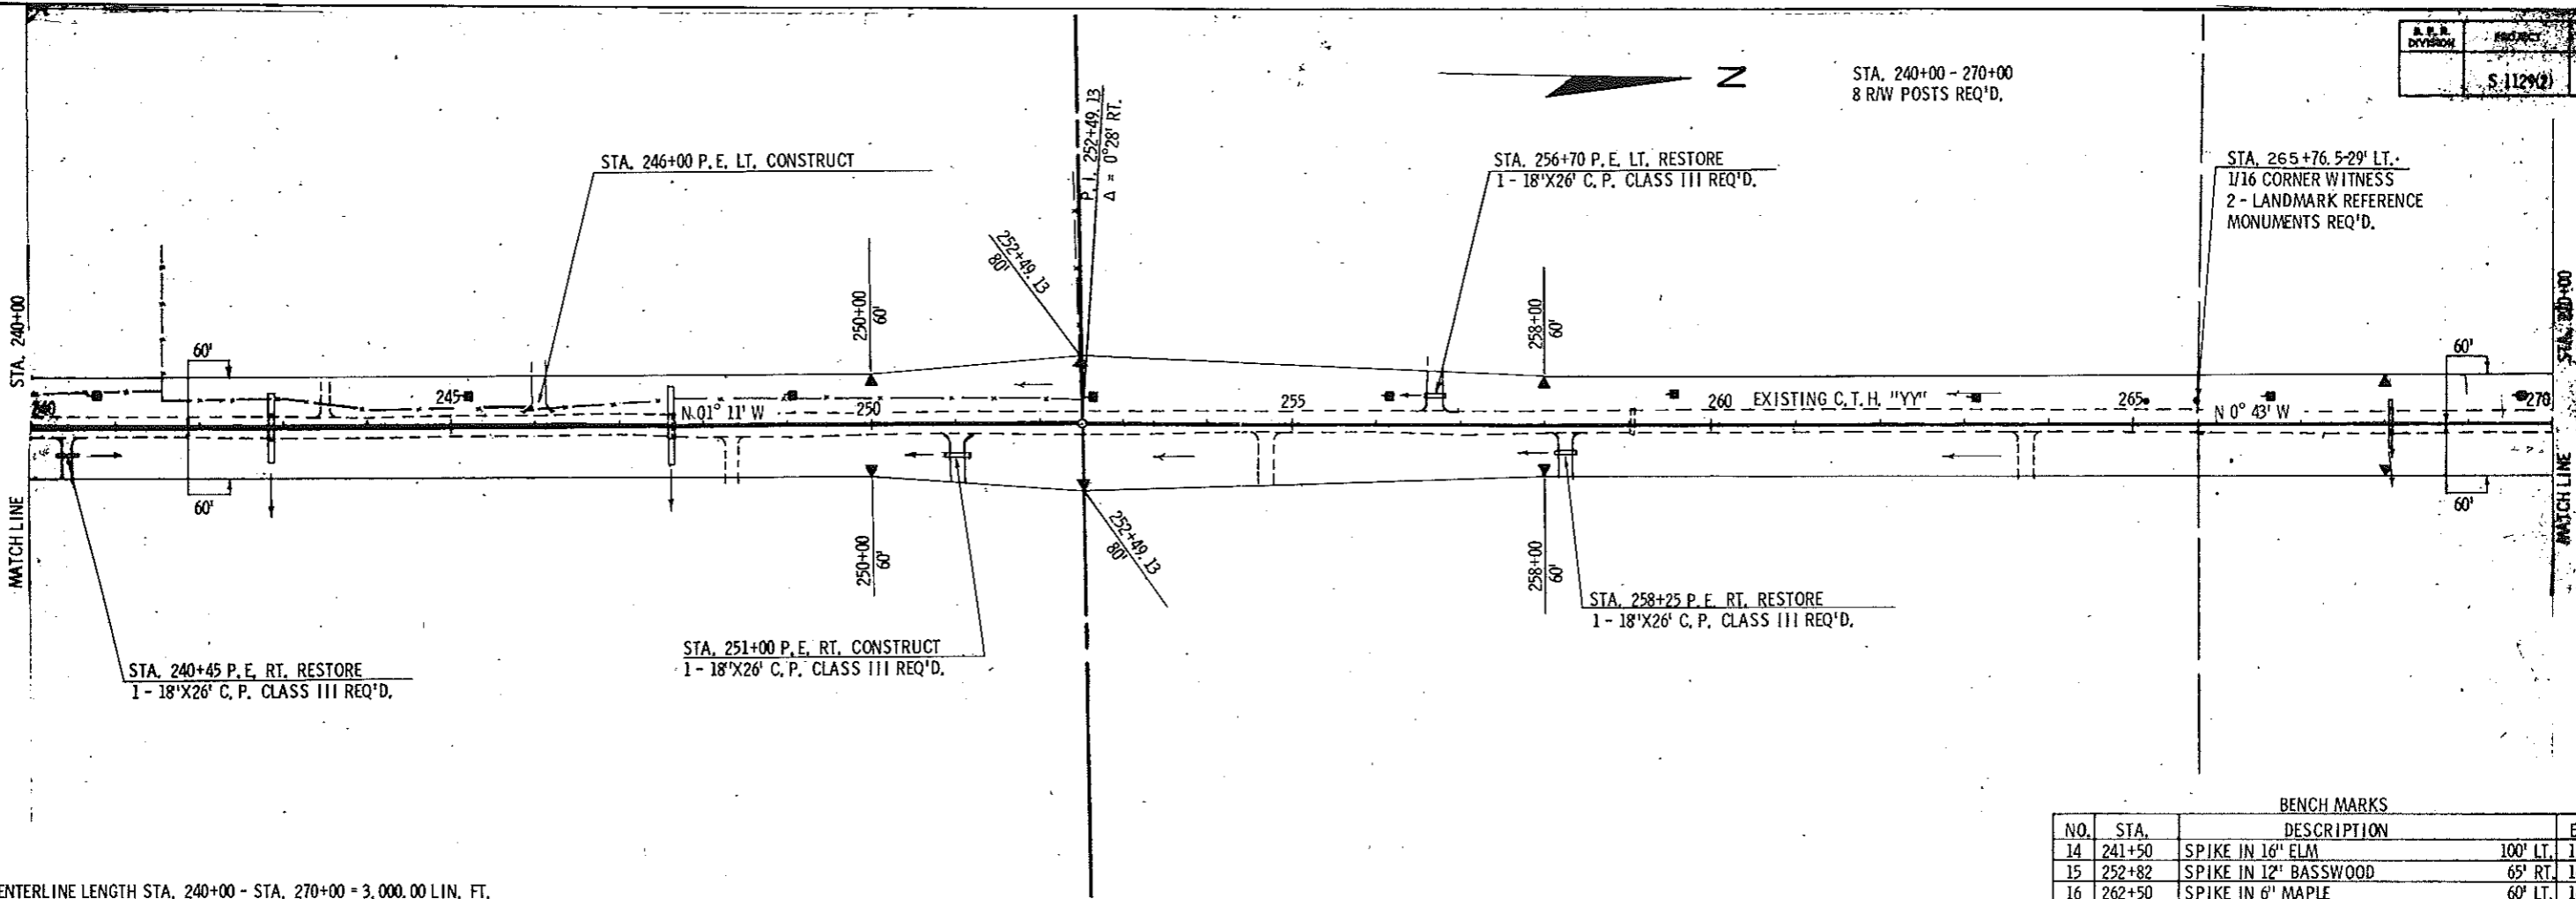 B. P. R. DIVISION
PROJECT
S 1129(2)
N
STA. 240+00 - 270+00
8 R/W POSTS REQ'D.
P. I. 252+49.13
Δ = 0°28' RT.
STA. 246+00 P.E. LT. CONSTRUCT
STA. 256+70 P.E. LT. RESTORE
1 - 18"X26' C.P. CLASS III REQ'D.
STA. 265+76.5-29' LT.
1/16 CORNER WITNESS
2 - LANDMARK REFERENCE
MONUMENTS REQ'D.
252+49.13
80'
250+00
60'
258+00
60'
STA. 240+00
MATCH LINE
60'
60'
240
245
N.01° 11' W
250
255
260
EXISTING C.T.H. "YY"
265
N 0° 43' W
270
60'
60'
MATCH LINE
250+00
60'
252+49.13
80'
258+00
60'
STA. 240+45 P.E. RT. RESTORE
1 - 18"X26' C.P. CLASS III REQ'D.
STA. 251+00 P.E. RT. CONSTRUCT
1 - 18"X26' C.P. CLASS III REQ'D.
STA. 258+25 P.E. RT. RESTORE
1 - 18"X26' C.P. CLASS III REQ'D.
BENCH MARKS
NO. STA. DESCRIPTION
14 241+50 SPIKE IN 16" ELM 100' LT.
15 252+82 SPIKE IN 12" BASSWOOD 65' RT.
16 262+50 SPIKE IN 6" MAPLE 60' LT.
ENTERLINE LENGTH STA. 240+00 - STA. 270+00 = 3,000.00 LIN. FT.